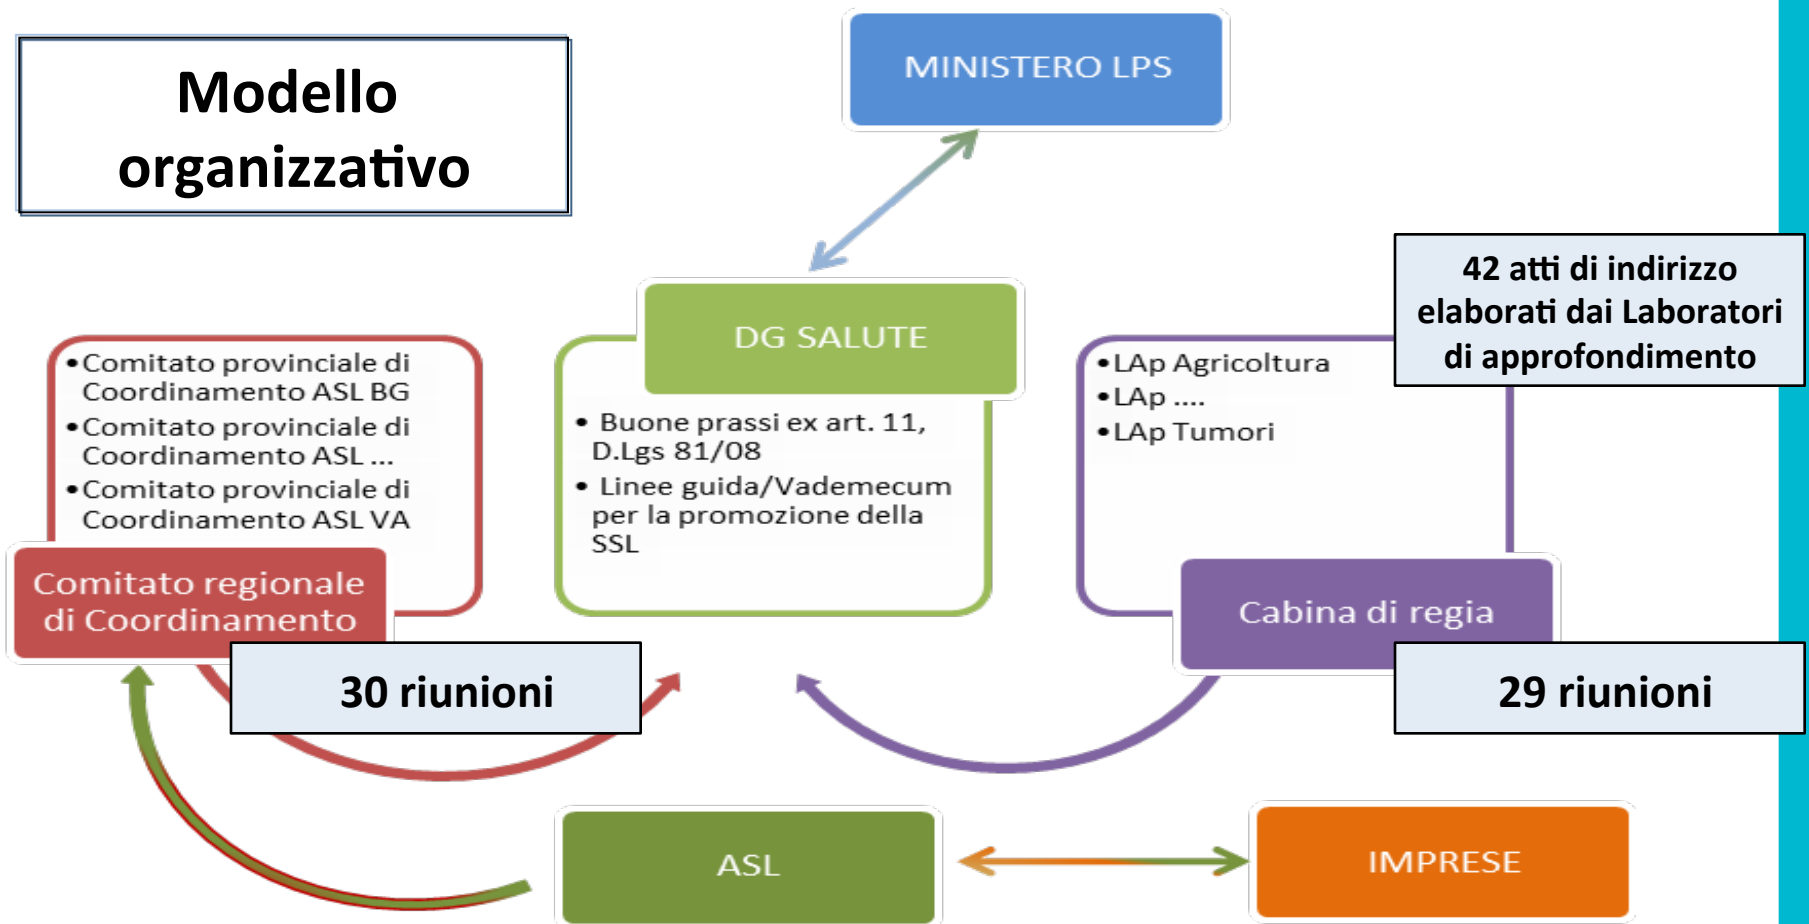 Modello
organizzativo
MINISTERO LPS
42 atti di indirizzo
elaborati dai Laboratori
di approfondimento
DG SALUTE
•Comitato provinciale di
Coordinamento ASL BG
•Comitato provinciale di
Coordinamento ASL ...
•Comitato provinciale di
Coordinamento ASL VA
Comitato regionale
di Coordinamento
30 riunioni
• Buone prassi ex art. 11,
D.Lgs 81/08
• Linee guida/Vademecum
per la promozione della
SSL
•LAp Agricoltura
•LAp ....
•LAp Tumori
Cabina di regia
29 riunioni
ASL
IMPRESE